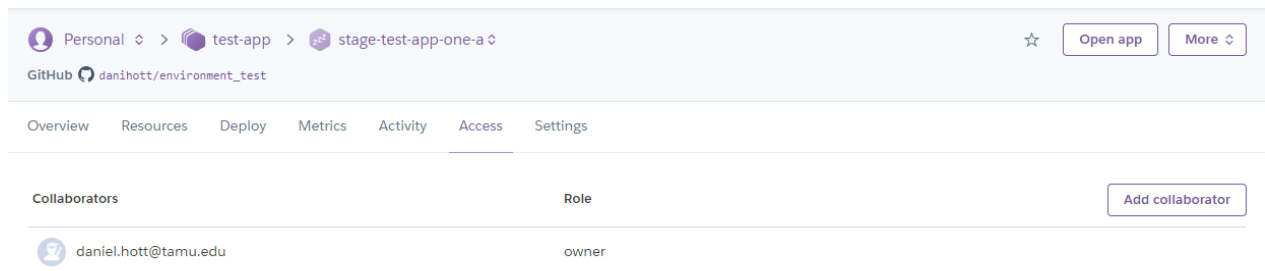 Personal > test-app > stage-test-app-one-a Open app More
GitHub danihott/environment_test
Overview Resources Deploy Metrics Activity Access Settings
Collaborators Role Add collaborator
daniel.hott@tamu.edu owner